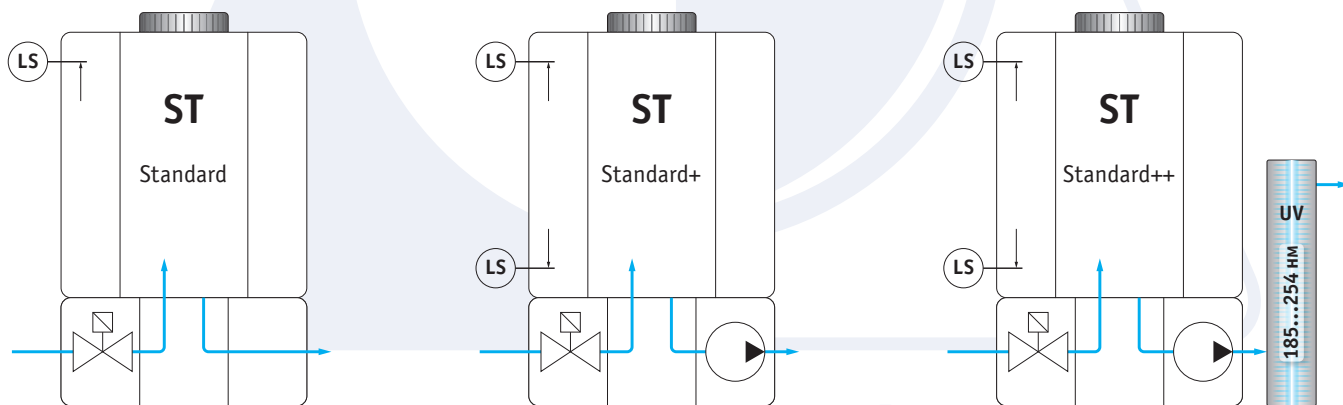 LS
ST
Standard
LS
ST
Standard+
LS
LS
ST
Standard++
LS
UV
185...254 нм